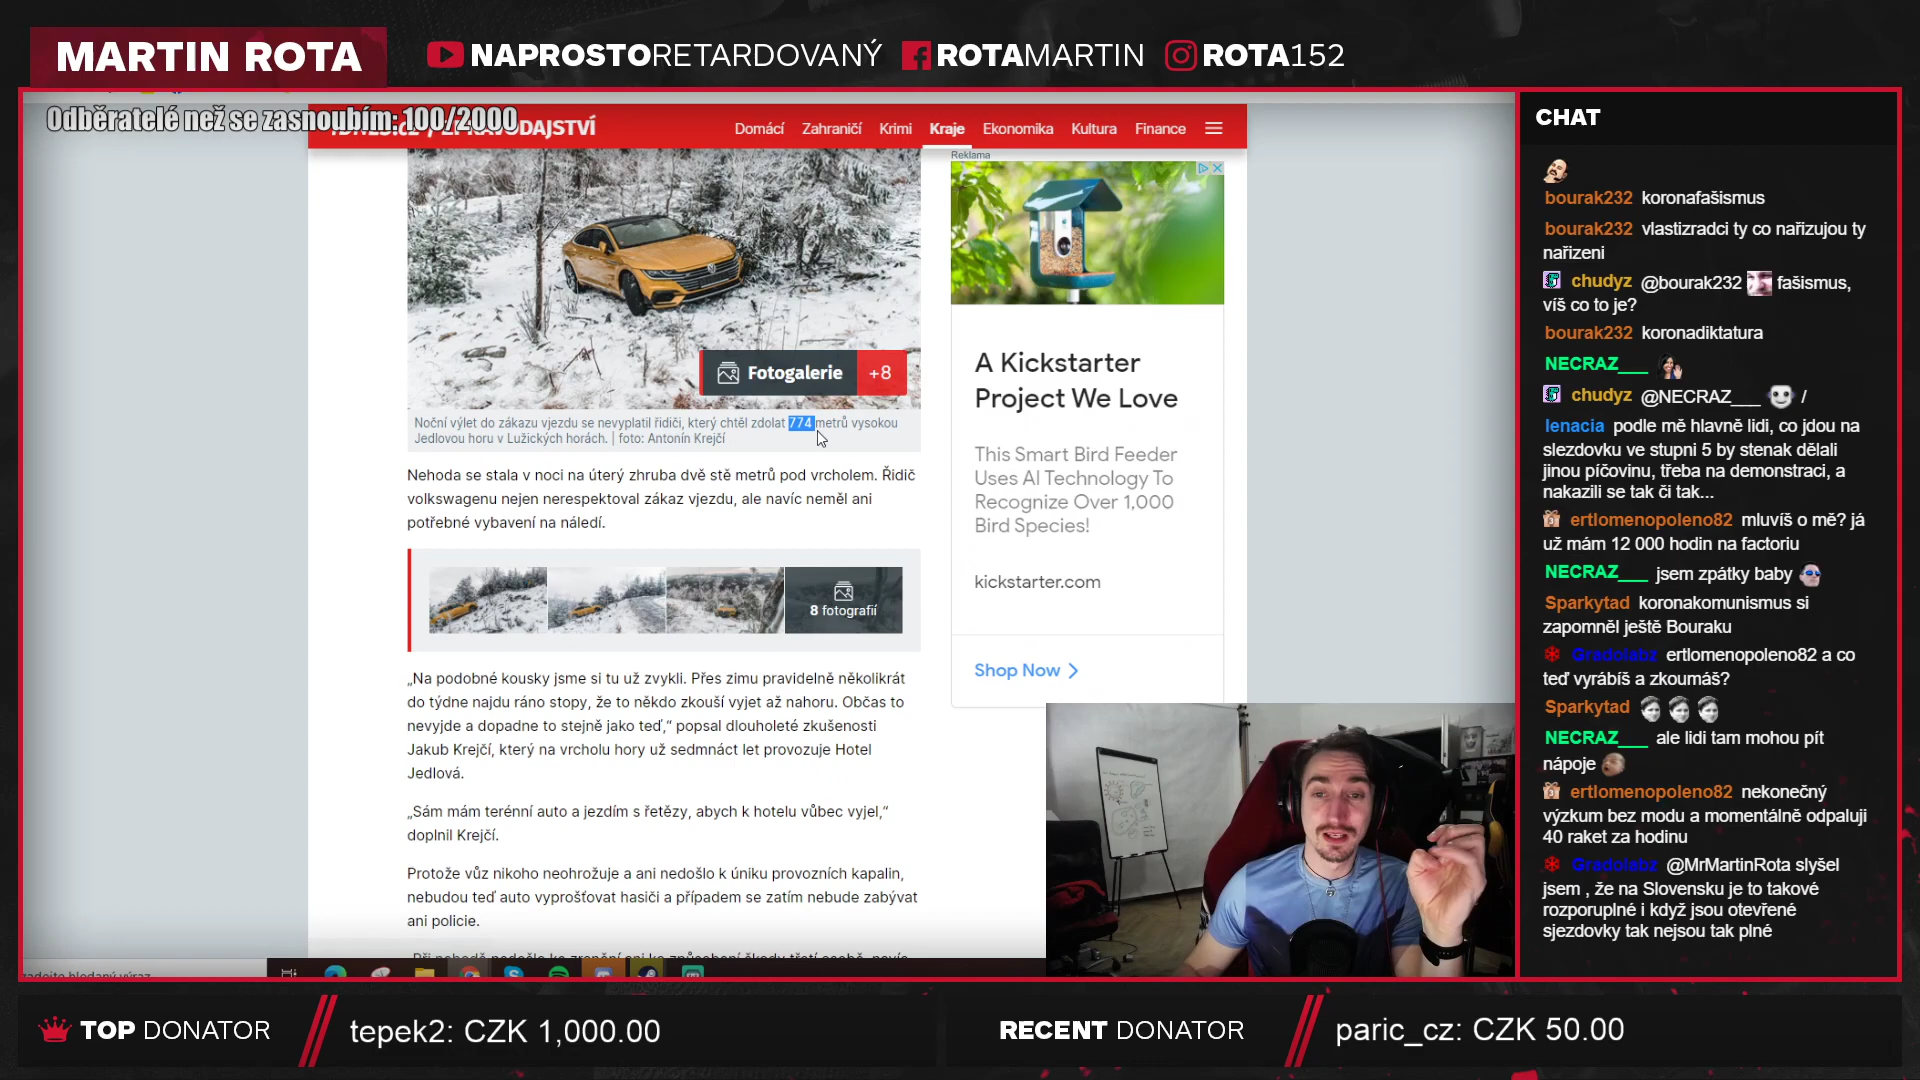 MARTIN ROTA
NAPROSTORETARDOVANÝ
ROTAMARTIN
ROTA152
Odběratelé než se zasnoubím: 100/2000
Domácí Zahraničí Krimi Kraje Ekonomika Kultura Finance
Reklama
Fotogalerie +8
Noční výlet do zákazu vjezdu se nevyplatil řidiči, který chtěl zdolat 774 metrů vysokou
Jedlovou horu v Lužických horách. | foto: Antonín Krejčí
Nehoda se stala v noci na úterý zhruba dvě stě metrů pod vrcholem. Řidič
volkswagenu nejen nerespektoval zákaz vjezdu, ale navíc neměl ani
potřebné vybavení na náledí.
8 fotografií
„Na podobné kousky jsme si tu už zvykli. Přes zimu pravidelně několikrát
do týdne najdu ráno stopy, že to někdo zkouší vyjet až nahoru. Občas to
nevyjde a dopadne to stejně jako teď,“ popsal dlouholeté zkušenosti
Jakub Krejčí, který na vrcholu hory už sedmnáct let provozuje Hotel
Jedlová.
„Sám mám terénní auto a jezdím s řetězy, abych k hotelu vůbec vyjel,“
doplnil Krejčí.
Protože vůz nikoho neohrožuje a ani nedošlo k úniku provozních kapalin,
nebudou teď auto vyprošťovat hasiči a případem se zatím nebude zabývat
ani policie.
A Kickstarter
Project We Love
This Smart Bird Feeder
Uses AI Technology To
Recognize Over 1,000
Bird Species!
kickstarter.com
Shop Now
CHAT
bourak232 koronafašismus
bourak232 vlastizradci ty co nařizujou ty
nařizeni
chudyz @bourak232 fašismus,
víš co to je?
bourak232 koronadiktatura
NECRAZ___
chudyz @NECRAZ___ /
lenacia podle mě hlavně lidi, co jdou na
slezdovku ve stupni 5 by stenak dělali
jinou píčovinu, třeba na demonstraci, a
nakazili se tak či tak...
ertlomenopoleno82 mluvíš o mě? já
už mám 12 000 hodin na factoriu
NECRAZ___ jsem zpátky baby
Sparkytad koronakomunismus si
zapomněl ještě Bouraku
Gradolabz ertlomenopoleno82 a co
teď vyrábíš a zkoumáš?
Sparkytad
NECRAZ___ ale lidi tam mohou pít
nápoje
ertlomenopoleno82 nekonečný
výzkum bez modu a momentálně odpaluji
40 raket za hodinu
Gradolabz @MrMartinRota slyšel
jsem , že na Slovensku je to takové
rozporuplné i když jsou otevřené
sjezdovky tak nejsou tak plné
TOP DONATOR
tepek2: CZK 1,000.00
RECENT DONATOR
paric_cz: CZK 50.00